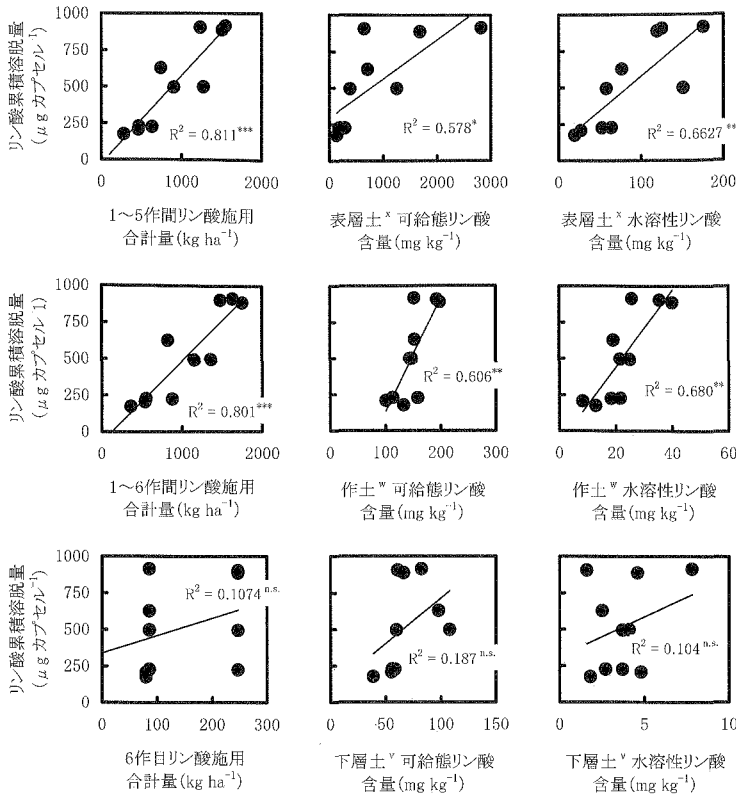 リン酸累積溶脱量
(μg カプセル⁻¹)
1000
750
500
250
0
R² = 0.811***
0 1000 2000
1～5作間リン酸施用
合計量(kg ha⁻¹)
R² = 0.578*
0 1000 2000 3000
表層土ˣ 可給態リン酸
含量(mg kg⁻¹)
R² = 0.6627 **
0 100 200
表層土ˣ 水溶性リン酸
含量(mg kg⁻¹)
リン酸累積溶脱量
(μg カプセル 1)
1000
750
500
250
0
R² = 0.801***
0 1000 2000
1～6作間リン酸施用
合計量(kg ha⁻¹)
R² = 0.606**
0 100 200 300
作土ʷ 可給態リン酸
含量(mg kg⁻¹)
R² = 0.680**
0 20 40 60
作土ʷ 水溶性リン酸
含量(mg kg⁻¹)
リン酸累積溶脱量
(μg カプセル⁻¹)
1000
750
500
250
0
R² = 0.1074 n.s.
0 100 200 300
6作目リン酸施用
合計量(kg ha⁻¹)
R² = 0.187 n.s.
0 50 100 150
下層土ᵛ 可給態リン酸
含量(mg kg⁻¹)
R² = 0.104 n.s.
0 5 10
下層土ᵛ 水溶性リン酸
含量(mg kg⁻¹)